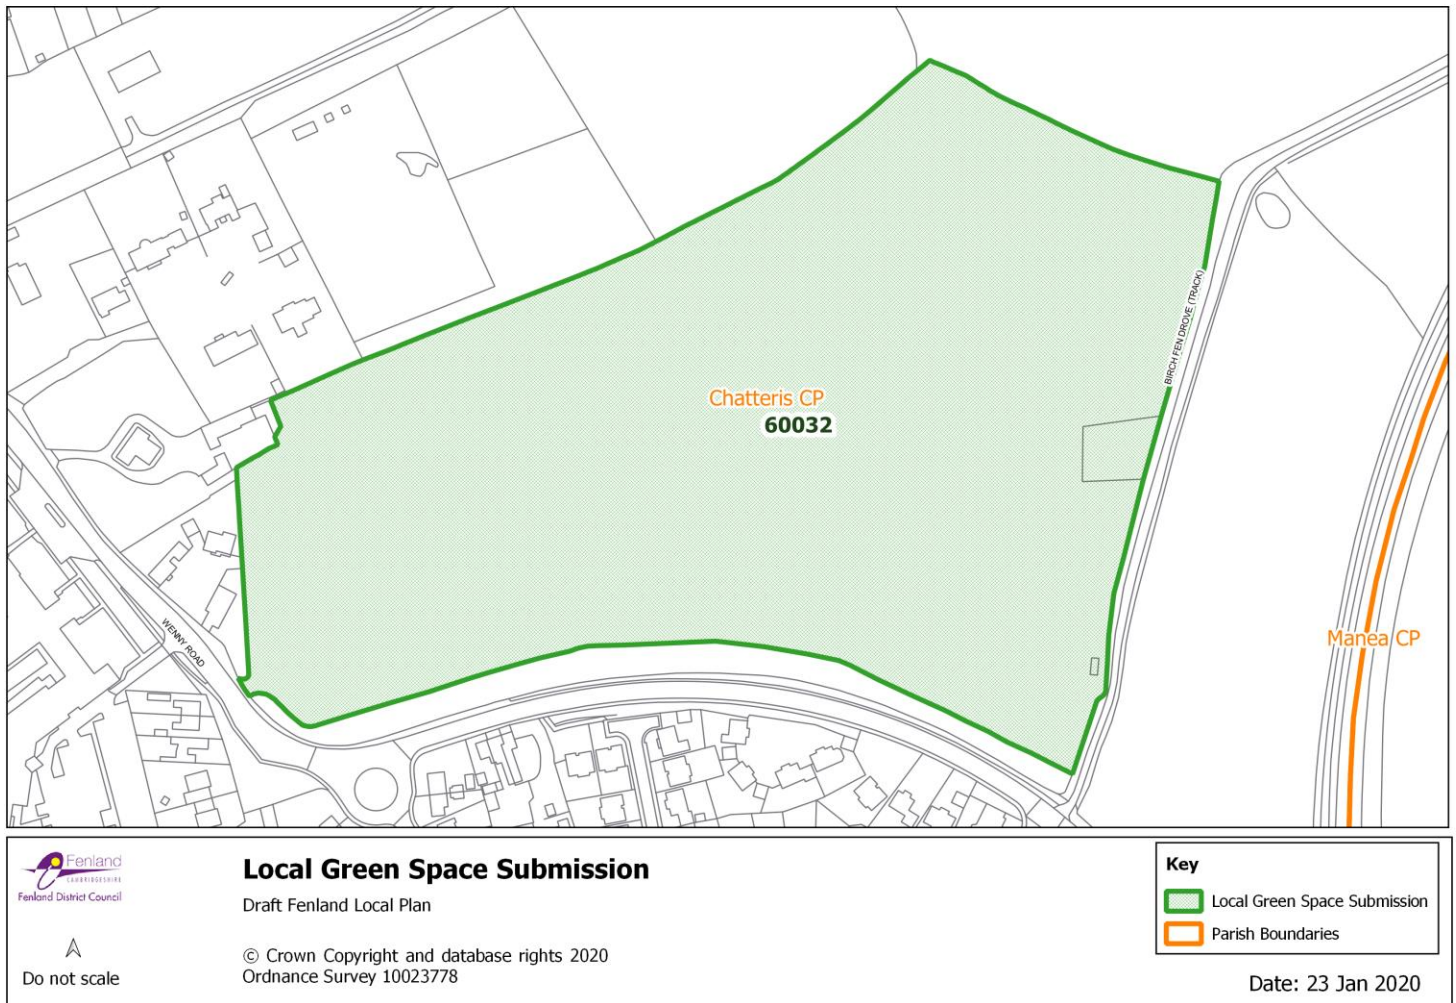 BIRCH FEN DROVE (TRACK)
Chatteris CP
60032
WENNY ROAD
Manea CP
Fenland
CAMBRIDGESHIRE
Fenland District Council
Do not scale
Local Green Space Submission
Draft Fenland Local Plan
© Crown Copyright and database rights 2020
Ordnance Survey 10023778
Key
Local Green Space Submission
Parish Boundaries
Date: 23 Jan 2020